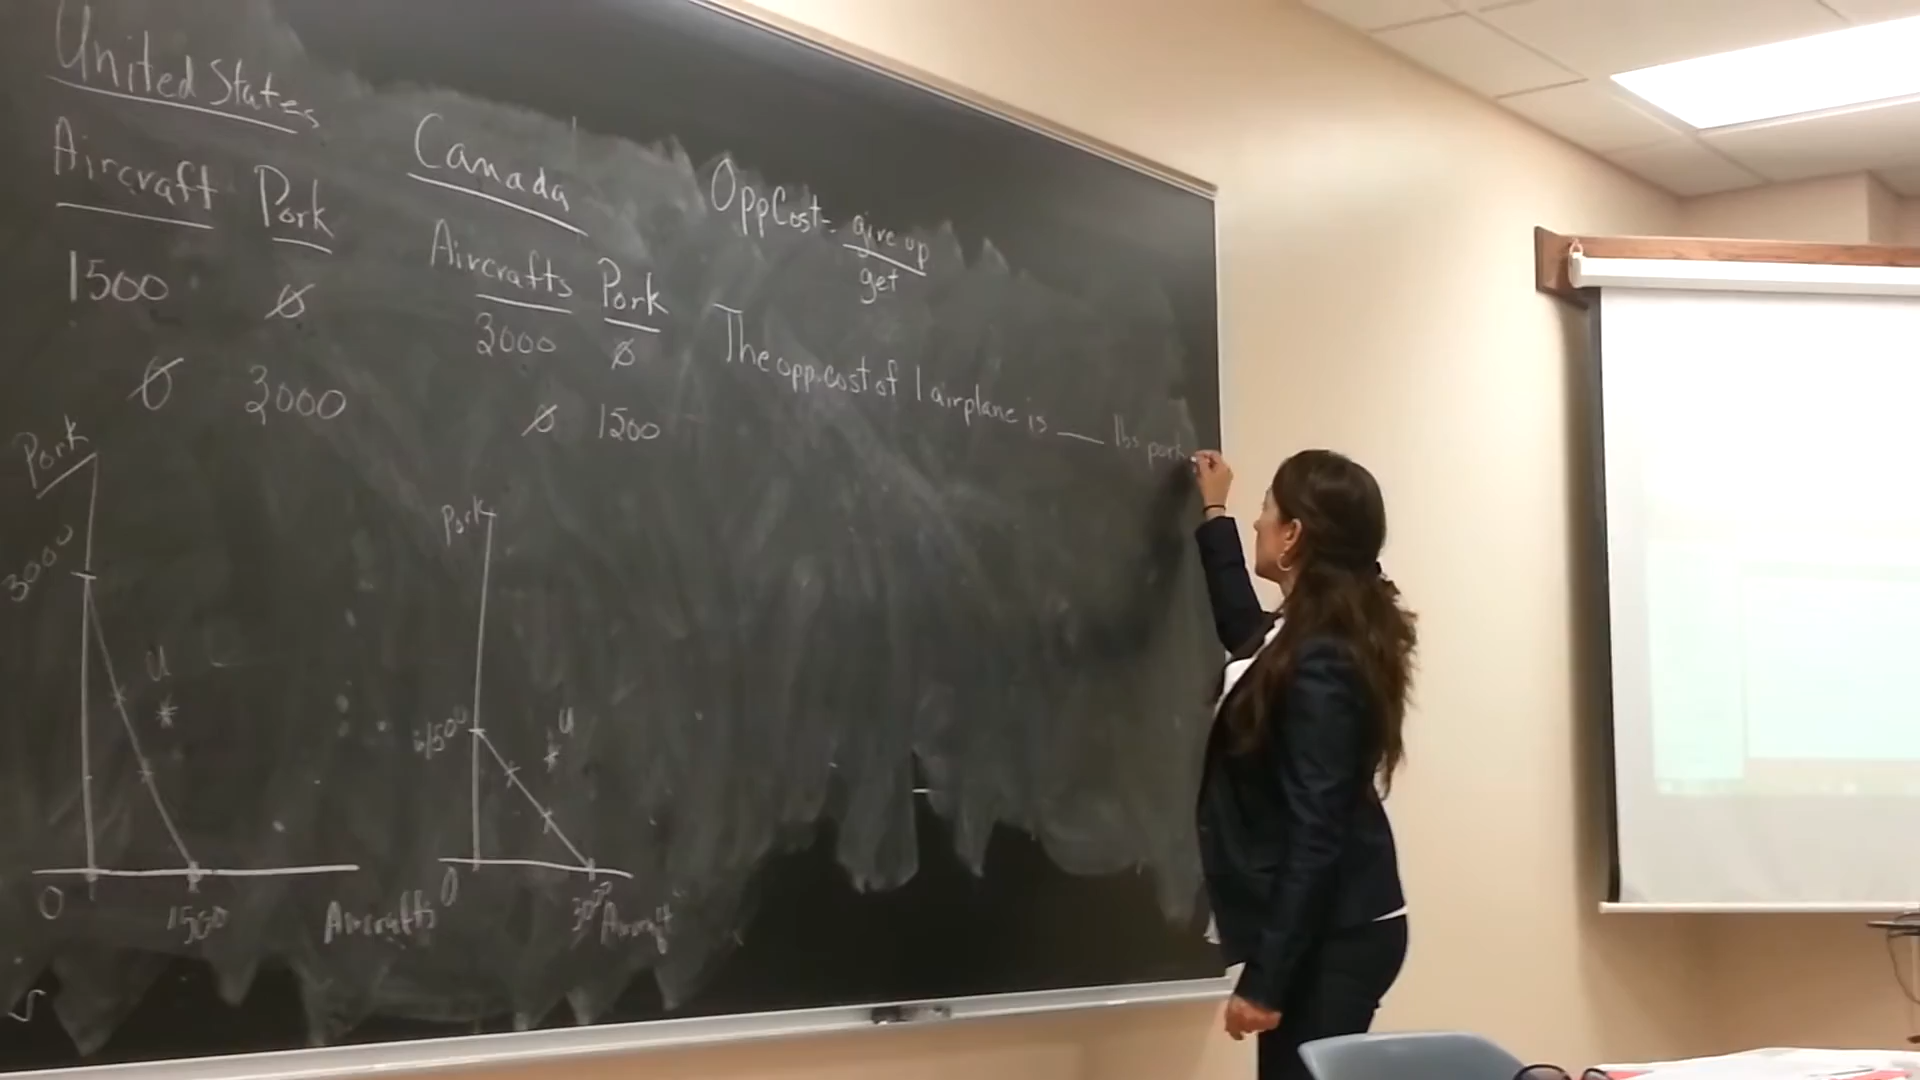 United States
Aircraft Pork
1500 0
0 3000
Canada
Aircrafts Pork
3000 0
0 1500
Opp Cost = give up
get
The opp. cost of 1 airplane is ___ lbs pork
Pork
3000
U
0
1500
Aircrafts
Pork
1500
U
0
3000
Aircraft